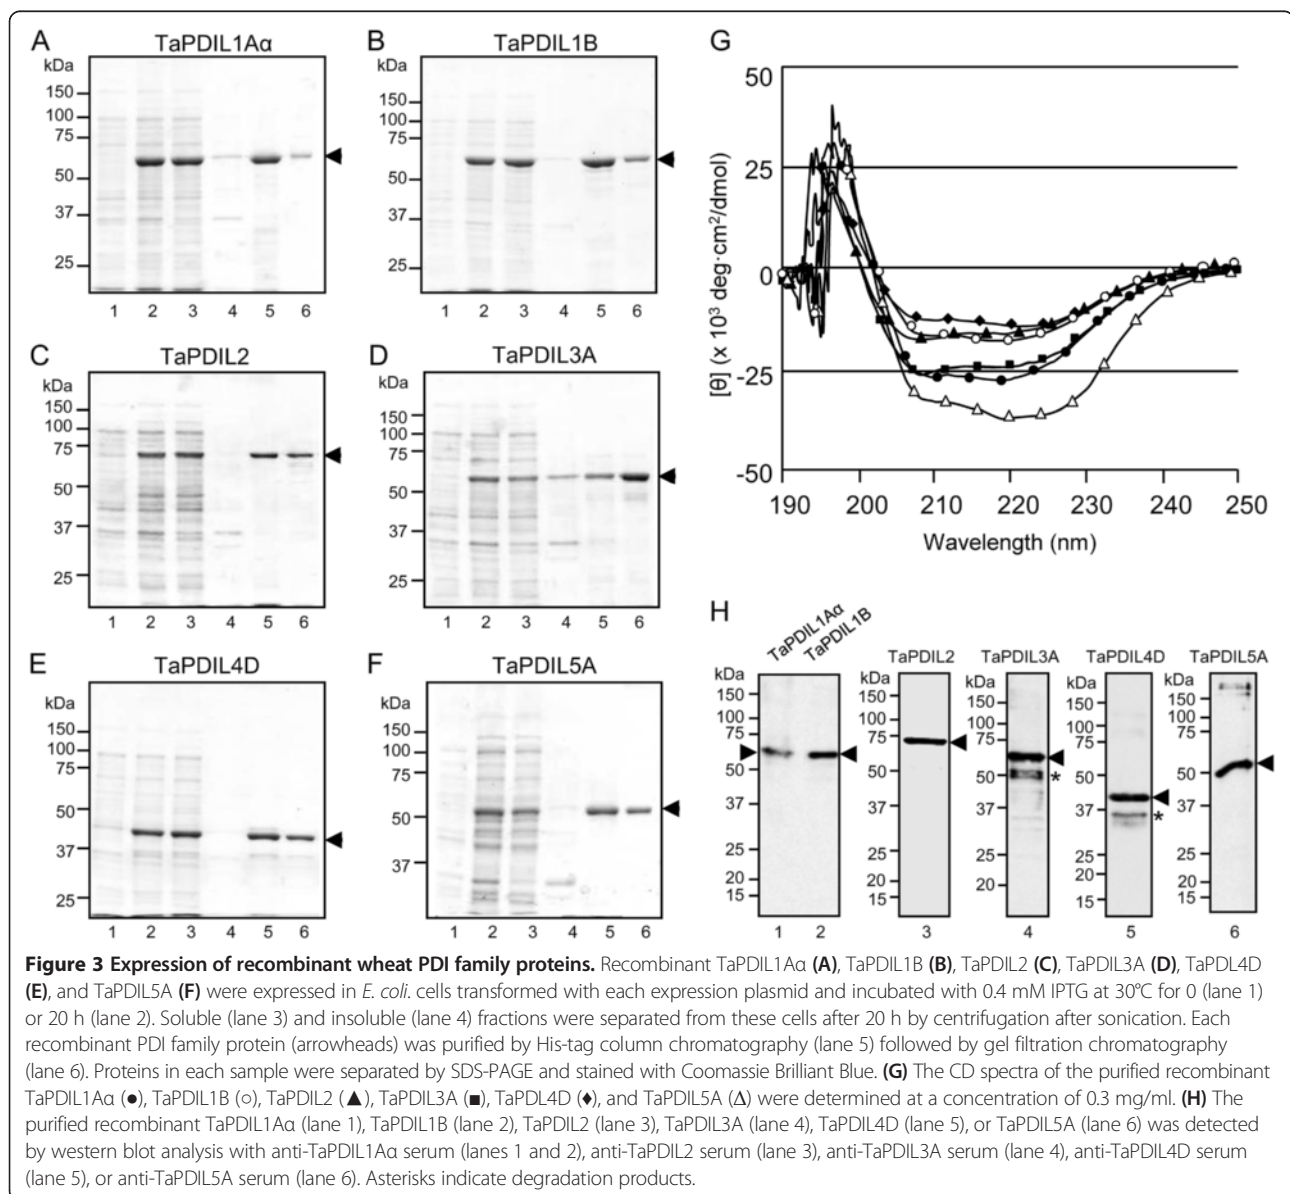 A
TaPDIL1Aα
kDa
150
100
75
50
37
25
1 2 3 4 5 6
B
TaPDIL1B
kDa
150
100
75
50
37
25
1 2 3 4 5 6
C
TaPDIL2
kDa
150
100
75
50
37
25
1 2 3 4 5 6
D
TaPDIL3A
kDa
150
100
75
50
37
25
1 2 3 4 5 6
E
TaPDIL4D
kDa
150
100
75
50
37
25
1 2 3 4 5 6
F
TaPDIL5A
kDa
150
100
75
50
37
1 2 3 4 5 6
G
50
25
0
-25
-50
[θ] (x 10³ deg·cm²/dmol)
190 200 210 220 230 240 250
Wavelength (nm)
H
TaPDIL1Aα
TaPDIL1B
kDa
150
100
75
50
37
25
20
15
1 2
TaPDIL2
kDa
150
100
75
50
37
25
20
15
3
TaPDIL3A
kDa
150
100
75
50
37
25
20
*
4
TaPDIL4D
kDa
150
100
75
50
37
25
20
15
*
5
TaPDIL5A
kDa
150
100
75
50
37
25
20
15
6
Figure 3 Expression of recombinant wheat PDI family proteins. Recombinant TaPDIL1Aα (A), TaPDIL1B (B), TaPDIL2 (C), TaPDIL3A (D), TaPDL4D
(E), and TaPDIL5A (F) were expressed in E. coli. cells transformed with each expression plasmid and incubated with 0.4 mM IPTG at 30°C for 0 (lane 1)
or 20 h (lane 2). Soluble (lane 3) and insoluble (lane 4) fractions were separated from these cells after 20 h by centrifugation after sonication. Each
recombinant PDI family protein (arrowheads) was purified by His-tag column chromatography (lane 5) followed by gel filtration chromatography
(lane 6). Proteins in each sample were separated by SDS-PAGE and stained with Coomassie Brilliant Blue. (G) The CD spectra of the purified recombinant
TaPDIL1Aα (●), TaPDIL1B (○), TaPDIL2 (▲), TaPDIL3A (■), TaPDL4D (♦), and TaPDIL5A (Δ) were determined at a concentration of 0.3 mg/ml. (H) The
purified recombinant TaPDIL1Aα (lane 1), TaPDIL1B (lane 2), TaPDIL2 (lane 3), TaPDIL3A (lane 4), TaPDIL4D (lane 5), or TaPDIL5A (lane 6) was detected
by western blot analysis with anti-TaPDIL1Aα serum (lanes 1 and 2), anti-TaPDIL2 serum (lane 3), anti-TaPDIL3A serum (lane 4), anti-TaPDIL4D serum
(lane 5), or anti-TaPDIL5A serum (lane 6). Asterisks indicate degradation products.